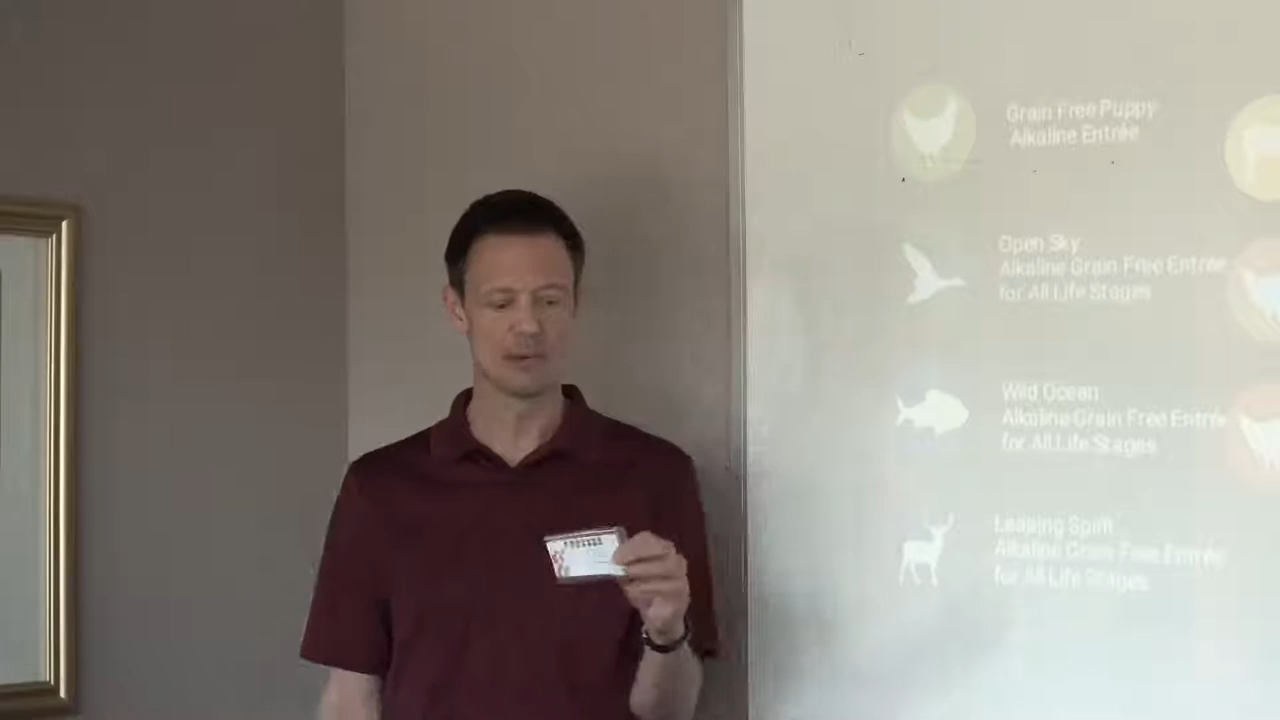 Grain Free Puppy
Alkaline Entrée
Open Sky
Alkaline Grain Free Entrée
for All Life Stages
Wild Ocean
Alkaline Grain Free Entrée
for All Life Stages
Leaping Spirit
Alkaline Grain Free Entrée
for All Life Stages